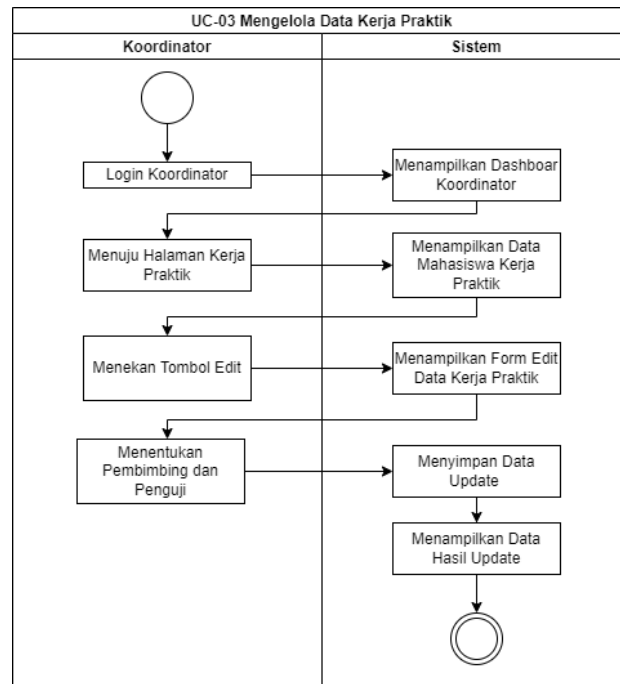 UC-03 Mengelola Data Kerja Praktik
Koordinator
Sistem
Login Koordinator
Menampilkan Dashboar
Koordinator
Menuju Halaman Kerja
Praktik
Menampilkan Data
Mahasiswa Kerja
Praktik
Menekan Tombol Edit
Menampilkan Form Edit
Data Kerja Praktik
Menentukan
Pembimbing dan
Penguji
Menyimpan Data
Update
Menampilkan Data
Hasil Update